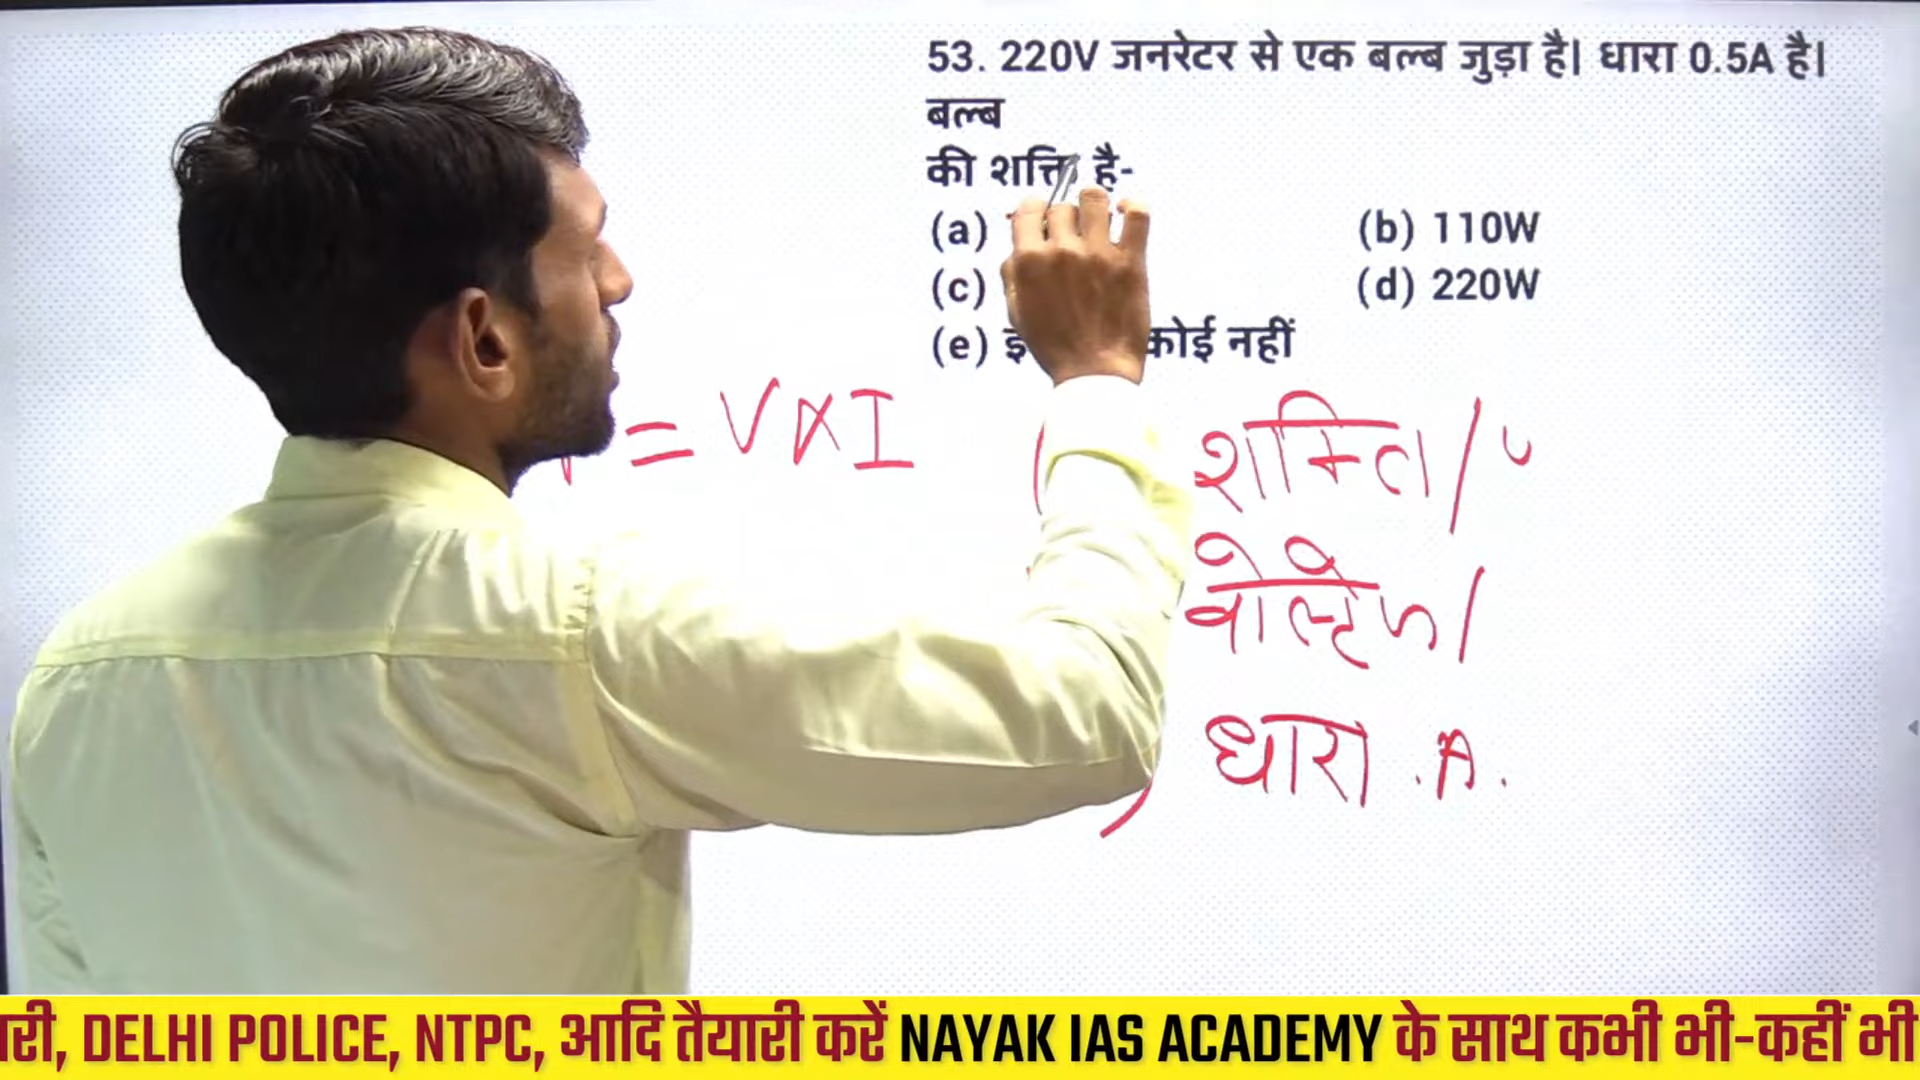 53. 220V जनरेटर से एक बल्ब जुड़ा है। धारा 0.5A है।
बल्ब
की शक्ति है-
(a)
(b) 110W
(c)
(d) 220W
(e) कोई नहीं
= V × I
शक्ति /
वोल्टेज /
धारा . A .
री, DELHI POLICE, NTPC, आदि तैयारी करें NAYAK IAS ACADEMY के साथ कभी भी-कहीं भी